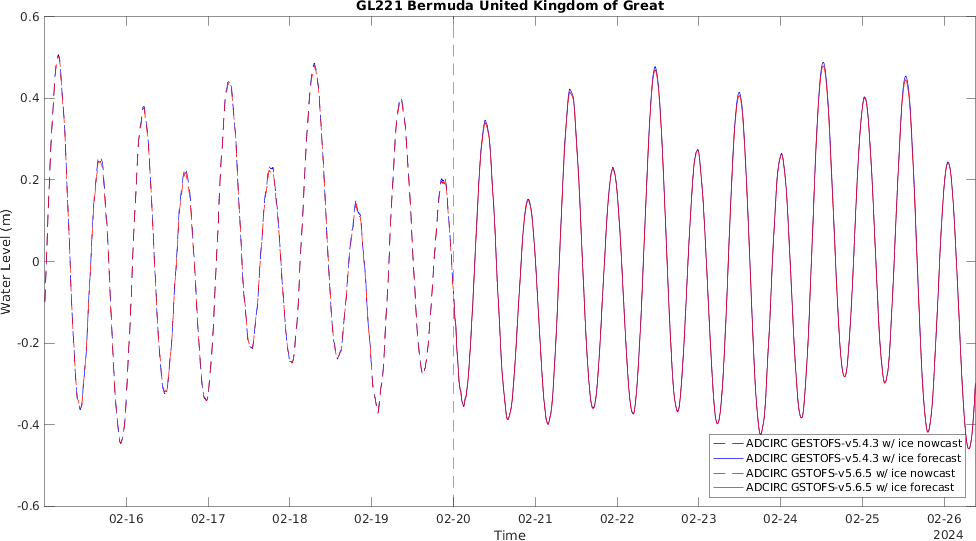 GL221 Bermuda United Kingdom of Great
0.6
0.4
0.2
0
-0.2
-0.4
-0.6
Water Level (m)
ADCIRC GESTOFS-v5.4.3 w/ ice nowcast
ADCIRC GESTOFS-v5.4.3 w/ ice forecast
ADCIRC GSTOFS-v5.6.5 w/ ice nowcast
ADCIRC GSTOFS-v5.6.5 w/ ice forecast
02-16 02-17 02-18 02-19 02-20 02-21 02-22 02-23 02-24 02-25 02-26
Time
2024